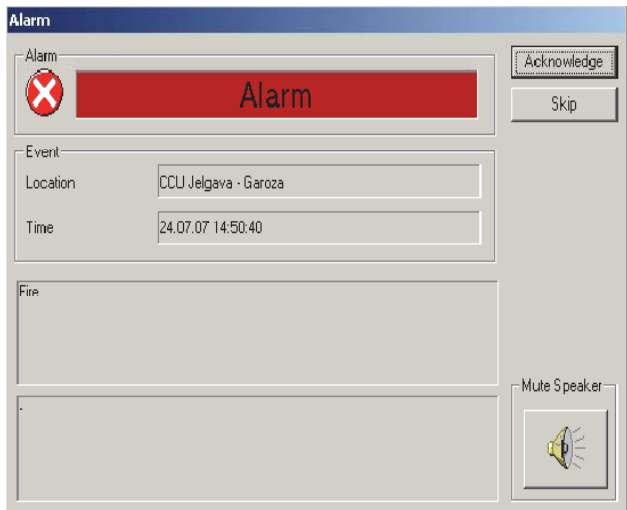 Alarm
Alarm
Alarm
Acknowledge
Skip
Event
Location CCU Jelgava - Garoza
Time 24.07.07 14:50:40
Fire
-
Mute Speaker